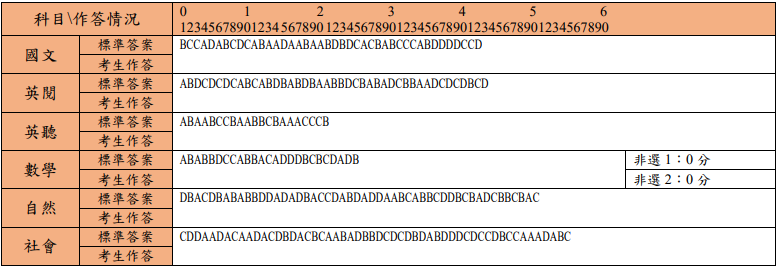 科目\作答情況 0 1 2 3 4 5 6
123456789012345678901234567890123456789012345678901234567890
國文 標準答案 BCCADABCDCABAADAABAABDBDCACBABCCCABDDDDCCD
考生作答
英閱 標準答案 ABDCDCDCABCABDBABDBAABBDCBABADCBBAADCDCDBCD
考生作答
英聽 標準答案 ABAABCCBAABBCBAAACCCB
考生作答
數學 標準答案 ABABBDCCABBACADDDBCBCDADB 非選1：0分
考生作答 非選2：0分
自然 標準答案 DBACDBABABBDDADADBACCDABDADDAABCABBCDDBCBADCBBCBAC
考生作答
社會 標準答案 CDDAADACAADACDBDACBCAABADBBDCDCDBDABDDDCDCCDBCCAAADABC
考生作答